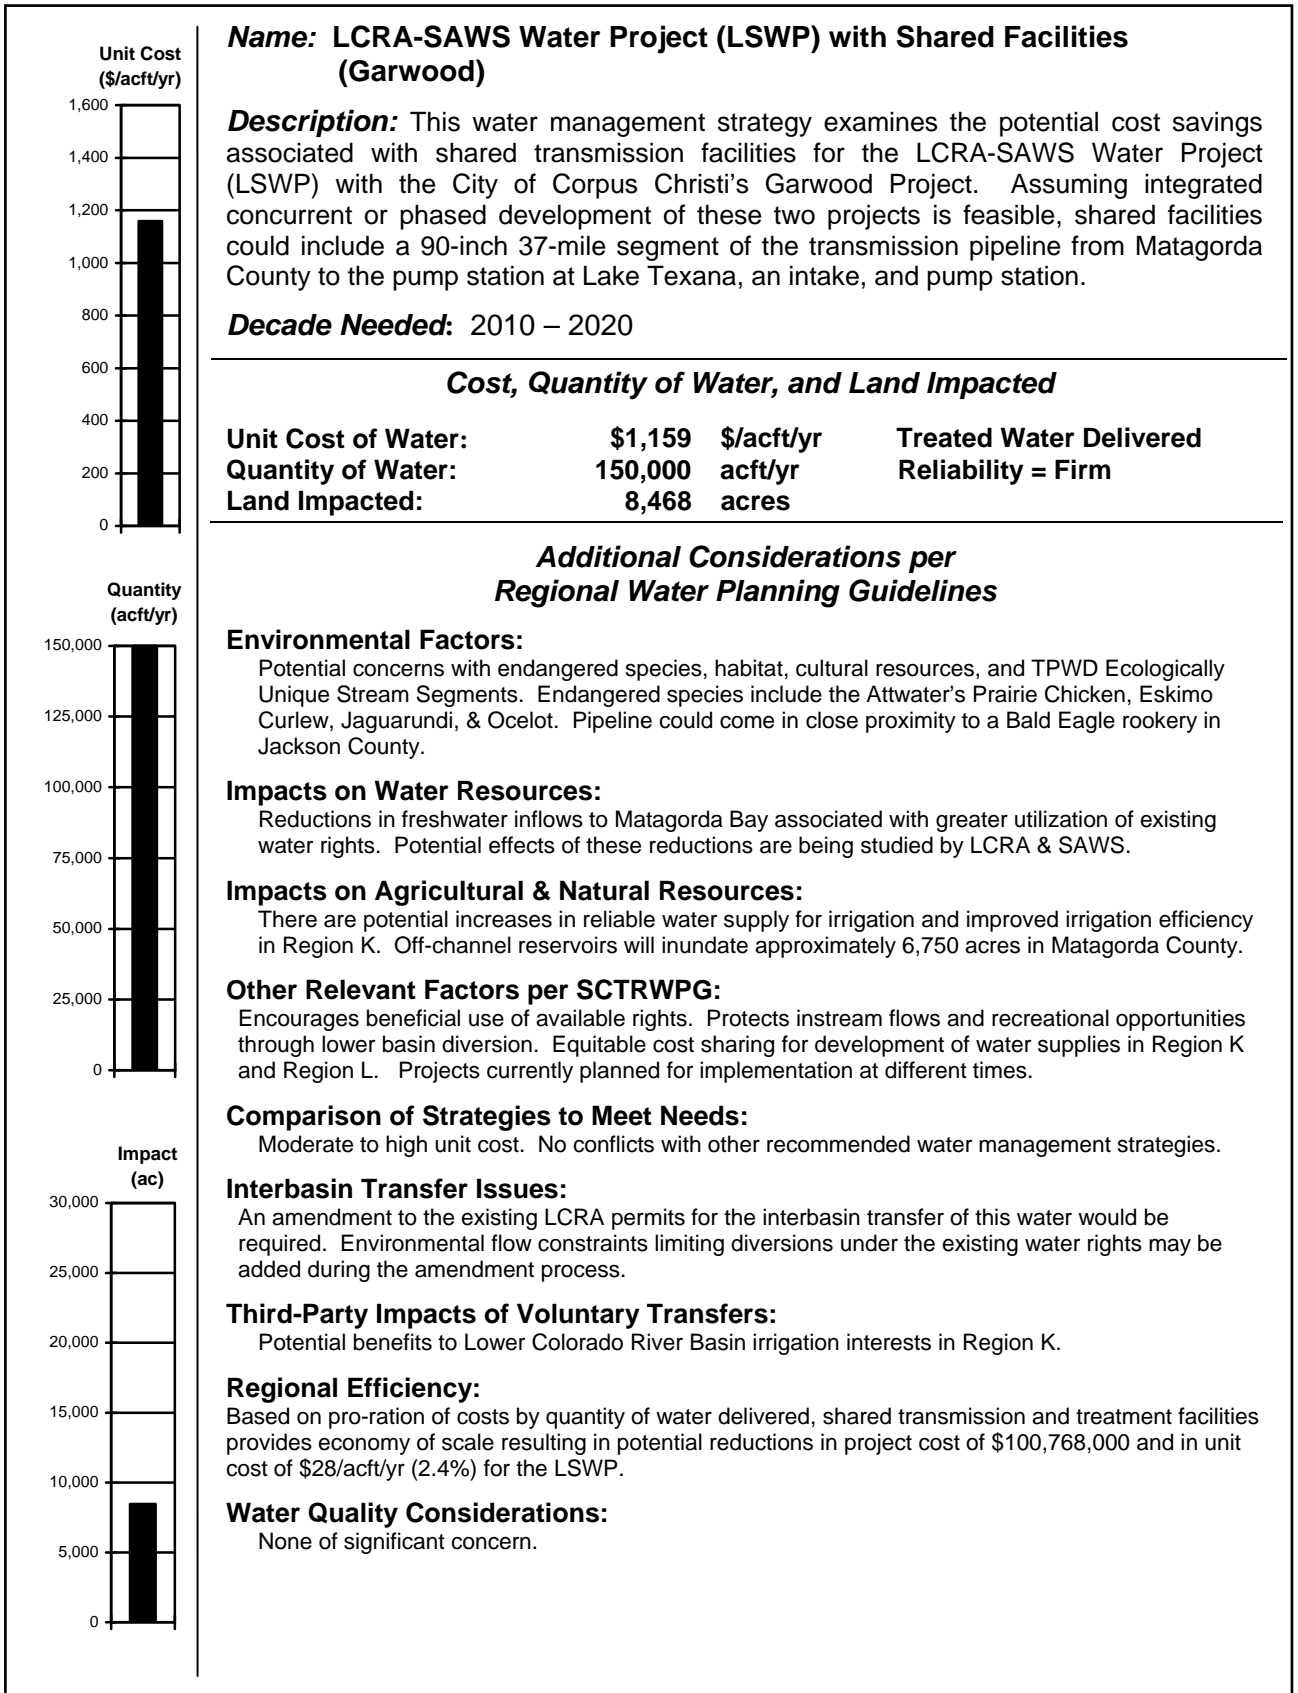 Unit Cost
($/acft/yr)
1,600
1,400
1,200
1,000
800
600
400
200
0
Quantity
(acft/yr)
150,000
125,000
100,000
75,000
50,000
25,000
0
Impact
(ac)
30,000
25,000
20,000
15,000
10,000
5,000
0
Name: LCRA-SAWS Water Project (LSWP) with Shared Facilities
(Garwood)
Description: This water management strategy examines the potential cost savings
associated with shared transmission facilities for the LCRA-SAWS Water Project
(LSWP) with the City of Corpus Christi's Garwood Project. Assuming integrated
concurrent or phased development of these two projects is feasible, shared facilities
could include a 90-inch 37-mile segment of the transmission pipeline from Matagorda
County to the pump station at Lake Texana, an intake, and pump station.
Decade Needed: 2010 – 2020
Cost, Quantity of Water, and Land Impacted
Unit Cost of Water: $1,159 $/acft/yr Treated Water Delivered
Quantity of Water: 150,000 acft/yr Reliability = Firm
Land Impacted: 8,468 acres
Additional Considerations per
Regional Water Planning Guidelines
Environmental Factors:
Potential concerns with endangered species, habitat, cultural resources, and TPWD Ecologically
Unique Stream Segments. Endangered species include the Attwater's Prairie Chicken, Eskimo
Curlew, Jaguarundi, & Ocelot. Pipeline could come in close proximity to a Bald Eagle rookery in
Jackson County.
Impacts on Water Resources:
Reductions in freshwater inflows to Matagorda Bay associated with greater utilization of existing
water rights. Potential effects of these reductions are being studied by LCRA & SAWS.
Impacts on Agricultural & Natural Resources:
There are potential increases in reliable water supply for irrigation and improved irrigation efficiency
in Region K. Off-channel reservoirs will inundate approximately 6,750 acres in Matagorda County.
Other Relevant Factors per SCTRWPG:
Encourages beneficial use of available rights. Protects instream flows and recreational opportunities
through lower basin diversion. Equitable cost sharing for development of water supplies in Region K
and Region L. Projects currently planned for implementation at different times.
Comparison of Strategies to Meet Needs:
Moderate to high unit cost. No conflicts with other recommended water management strategies.
Interbasin Transfer Issues:
An amendment to the existing LCRA permits for the interbasin transfer of this water would be
required. Environmental flow constraints limiting diversions under the existing water rights may be
added during the amendment process.
Third-Party Impacts of Voluntary Transfers:
Potential benefits to Lower Colorado River Basin irrigation interests in Region K.
Regional Efficiency:
Based on pro-ration of costs by quantity of water delivered, shared transmission and treatment facilities
provides economy of scale resulting in potential reductions in project cost of $100,768,000 and in unit
cost of $28/acft/yr (2.4%) for the LSWP.
Water Quality Considerations:
None of significant concern.